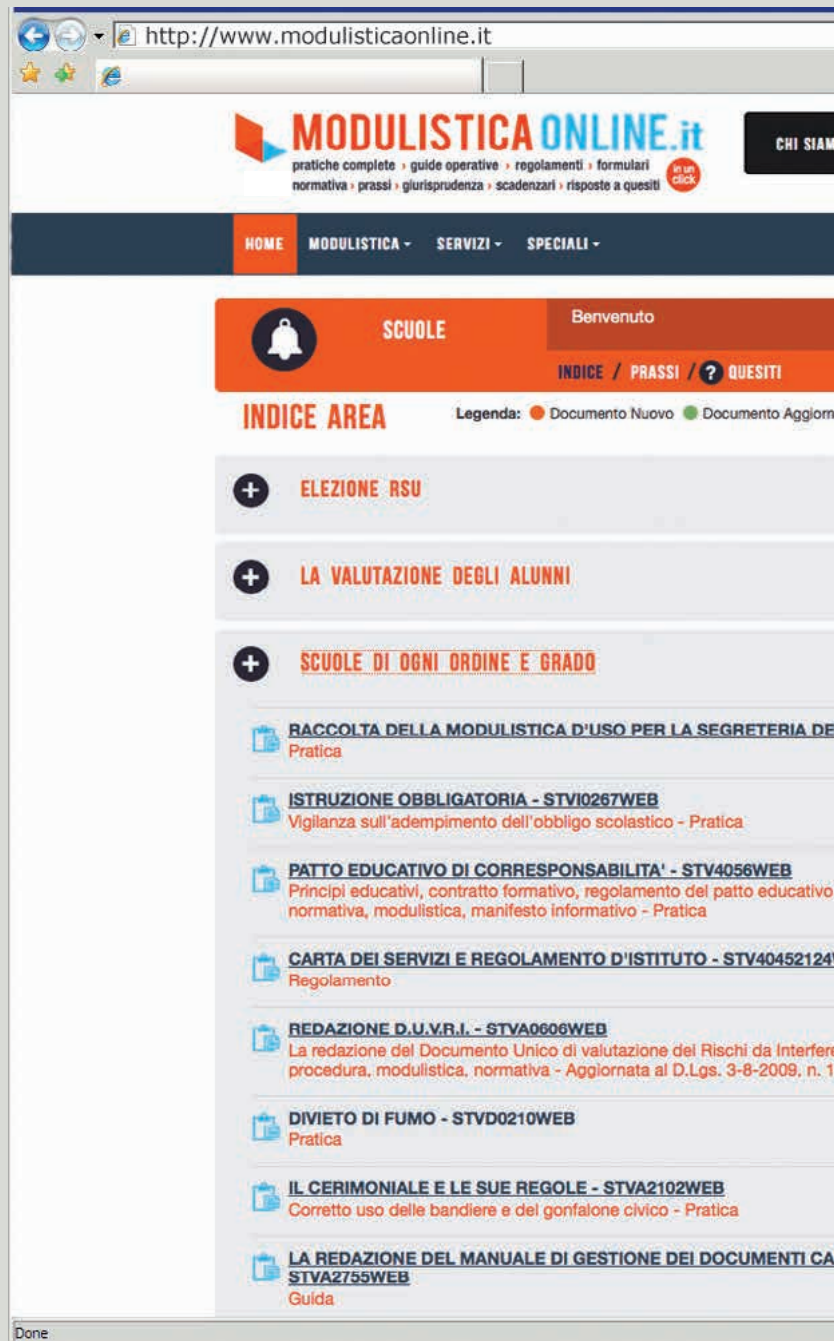 http://www.modulisticaonline.it
MODULISTICA ONLINE.it
pratiche complete › guide operative › regolamenti › formulari
normativa › prassi › giurisprudenza › scadenzari › risposte a quesiti
in un
click
CHI SIAM
HOME MODULISTICA SERVIZI SPECIALI
SCUOLE
Benvenuto
INDICE / PRASSI / ? QUESITI
INDICE AREA
Legenda: Documento Nuovo Documento Aggiorn
ELEZIONE RSU
LA VALUTAZIONE DEGLI ALUNNI
SCUOLE DI OGNI ORDINE E GRADO
RACCOLTA DELLA MODULISTICA D'USO PER LA SEGRETERIA DE
Pratica
ISTRUZIONE OBBLIGATORIA - STVI0267WEB
Vigilanza sull'adempimento dell'obbligo scolastico - Pratica
PATTO EDUCATIVO DI CORRESPONSABILITA' - STV4056WEB
Principi educativi, contratto formativo, regolamento del patto educativo
normativa, modulistica, manifesto informativo - Pratica
CARTA DEI SERVIZI E REGOLAMENTO D'ISTITUTO - STV40452124W
Regolamento
REDAZIONE D.U.V.R.I. - STVA0606WEB
La redazione del Documento Unico di valutazione dei Rischi da Interfere
procedura, modulistica, normativa - Aggiornata al D.Lgs. 3-8-2009, n. 1
DIVIETO DI FUMO - STVD0210WEB
Pratica
IL CERIMONIALE E LE SUE REGOLE - STVA2102WEB
Corretto uso delle bandiere e del gonfalone civico - Pratica
LA REDAZIONE DEL MANUALE DI GESTIONE DEI DOCUMENTI CA
STVA2755WEB
Guida
Done